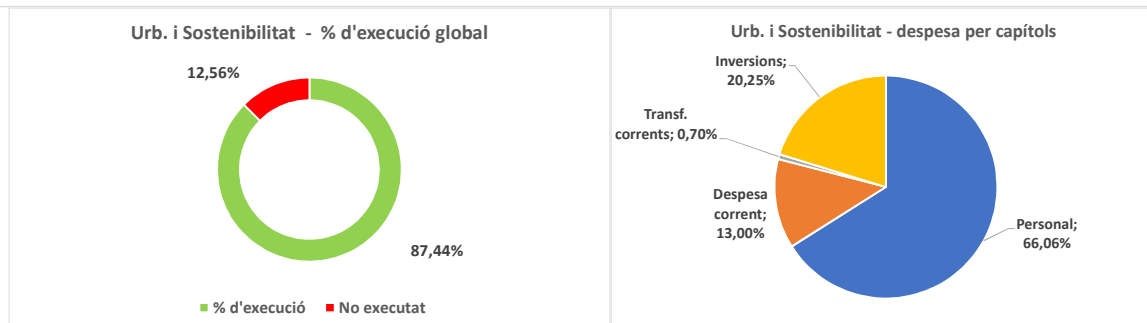 Urb. i Sostenibilitat  -  % d'execució global
12,56%
87,44%
% d'execució
No executat
Urb. i Sostenibilitat - despesa per capítols
Inversions;
20,25%
Transf.
corrents; 0,70%
Despesa
corrent;
13,00%
Personal;
66,06%